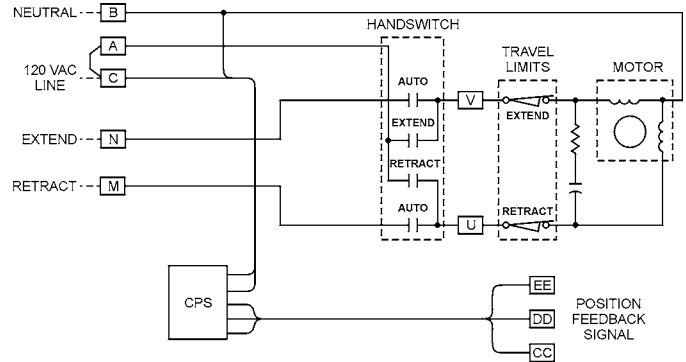 NEUTRAL
B
HANDSWITCH
A
120 VAC
LINE
C
TRAVEL
LIMITS
MOTOR
AUTO
V
EXTEND
EXTEND
EXTEND
N
RETRACT
RETRACT
M
AUTO
U
RETRACT
CPS
EE
DD
CC
POSITION
FEEDBACK
SIGNAL